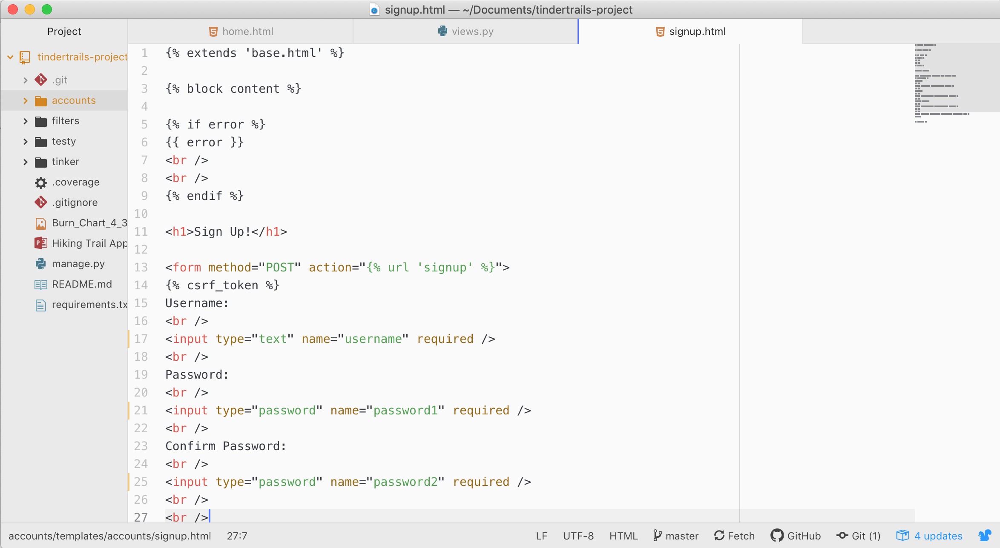 signup.html — ~/Documents/tindertrails-project
Project
home.html
views.py
signup.html
tindertrails-project
.git
accounts
filters
testy
tinker
.coverage
.gitignore
Burn_Chart_4_3
Hiking Trail App
manage.py
README.md
requirements.tx
1 {% extends 'base.html' %}
2
3 {% block content %}
4
5 {% if error %}
6 {{ error }}
7 <br />
8 <br />
9 {% endif %}
10
11 <h1>Sign Up!</h1>
12
13 <form method="POST" action="{% url 'signup' %}">
14 {% csrf_token %}
15 Username:
16 <br />
17 <input type="text" name="username" required />
18 <br />
19 Password:
20 <br />
21 <input type="password" name="password1" required />
22 <br />
23 Confirm Password:
24 <br />
25 <input type="password" name="password2" required />
26 <br />
27 <br />
accounts/templates/accounts/signup.html 27:7 LF UTF-8 HTML master Fetch GitHub Git (1) 4 updates